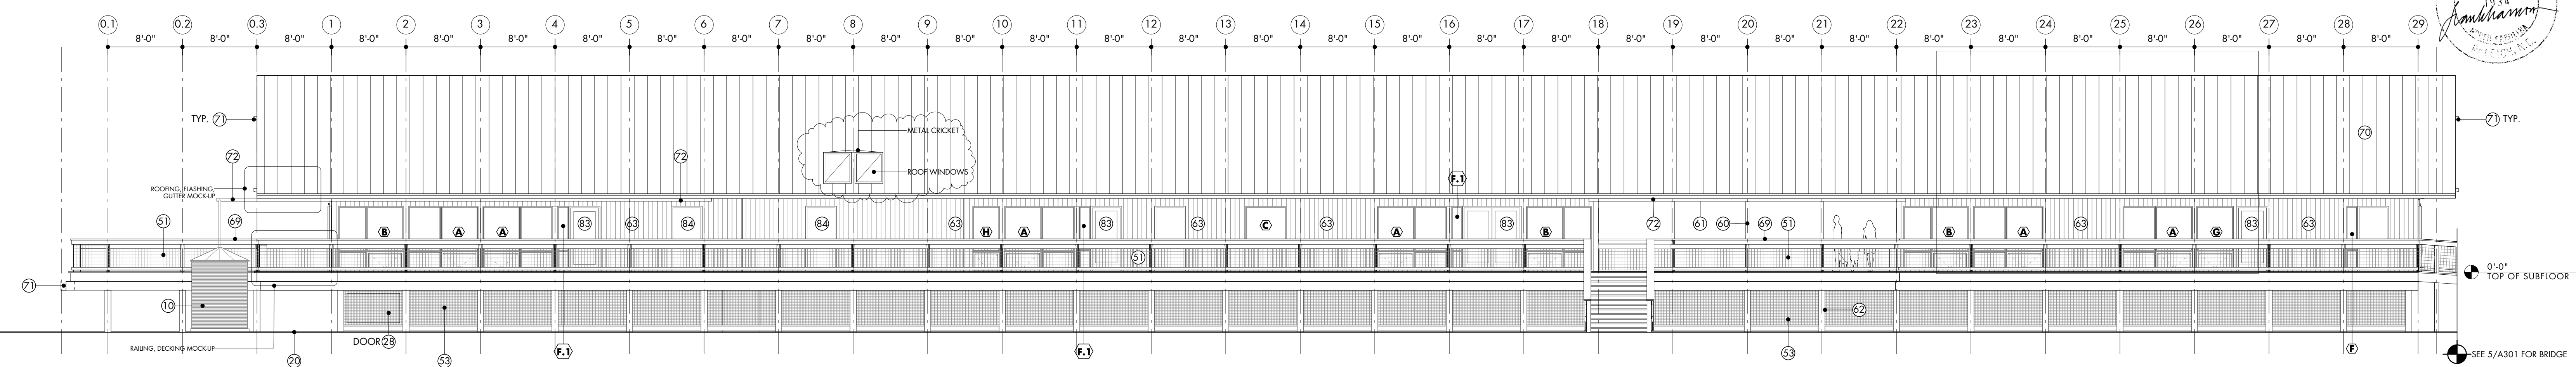 0.1 0.2 0.3 1 2 3 4 5 6 7 8 9 10 11 12 13 14 15 16 17 18 19 20 21 22 23 24 25 26 27 28 29
8'-0" 8'-0" 8'-0" 8'-0" 8'-0" 8'-0" 8'-0" 8'-0" 8'-0" 8'-0" 8'-0" 8'-0" 8'-0" 8'-0" 8'-0" 8'-0" 8'-0" 8'-0" 8'-0" 8'-0" 8'-0" 8'-0" 8'-0" 8'-0" 8'-0" 8'-0" 8'-0" 8'-0" 8'-0" 8'-0" 8'-0"
1934
NORTH CAROLINA
RALEIGH, N.C.
TYP. 71
71 TYP.
METAL CRICKET
70
72
72
ROOF WINDOWS
F.1
ROOFING, FLASHING,
GUTTER MOCK-UP
51 69 B A A 83 63 84 84 63 H A 83 63 C 63 A 83 B 72 61 60 69 51 B A 63 A G 83 63
51
0'-0"
TOP OF SUBFLOOR
71
10
53
62
53
DOOR 28
RAILING, DECKING MOCK-UP
20
F.1
F.1
F
SEE 5/A301 FOR BRIDGE